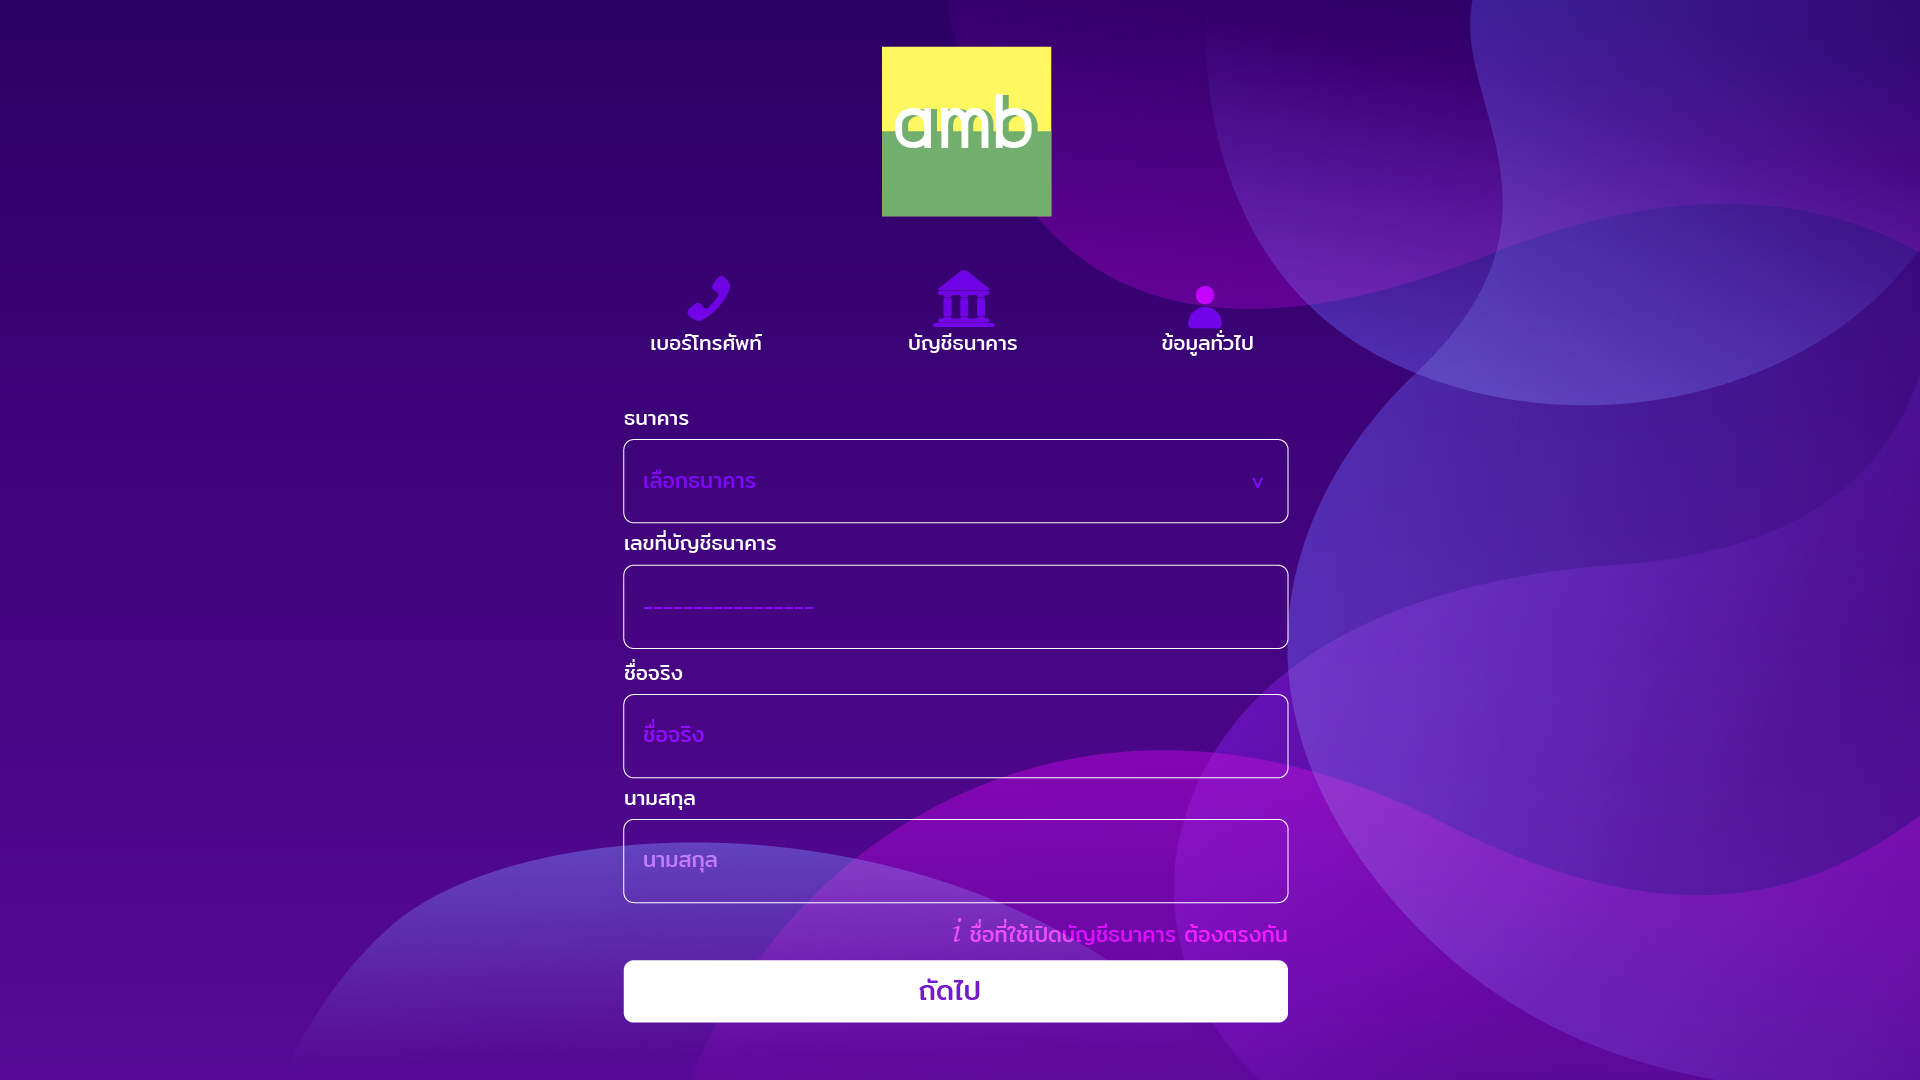 amb
เบอร์โทรศัพท์
บัญชีธนาคาร
ข้อมูลทั่วไป
ธนาคาร
เลือกธนาคาร v
เลขที่บัญชีธนาคาร
-----------------
ชื่อจริง
ชื่อจริง
นามสกุล
นามสกุล
i ชื่อที่ใช้เปิดบัญชีธนาคาร ต้องตรงกัน
ถัดไป